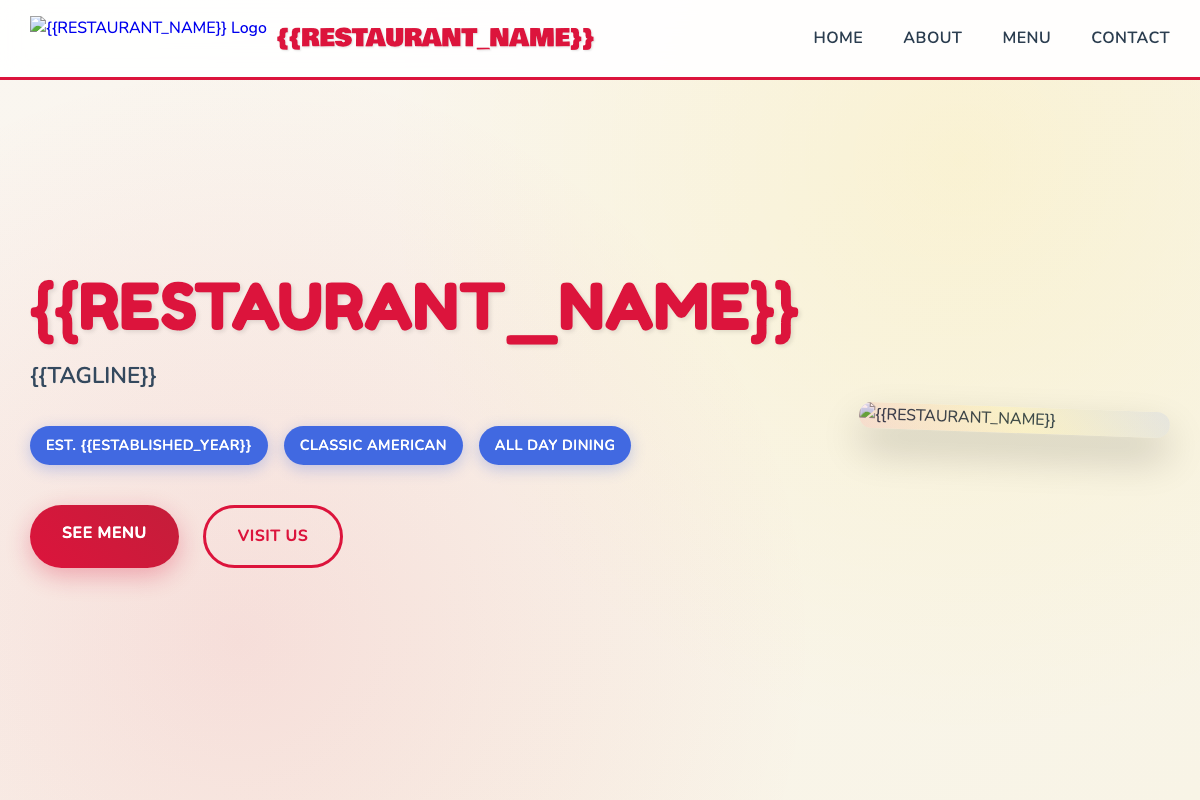 {{RESTAURANT_NAME}} Logo
{{RESTAURANT_NAME}}
HOME
ABOUT
MENU
CONTACT
{{RESTAURANT_NAME}}
{{TAGLINE}}
EST. {{ESTABLISHED_YEAR}}
CLASSIC AMERICAN
ALL DAY DINING
SEE MENU
VISIT US
{{RESTAURANT_NAME}}